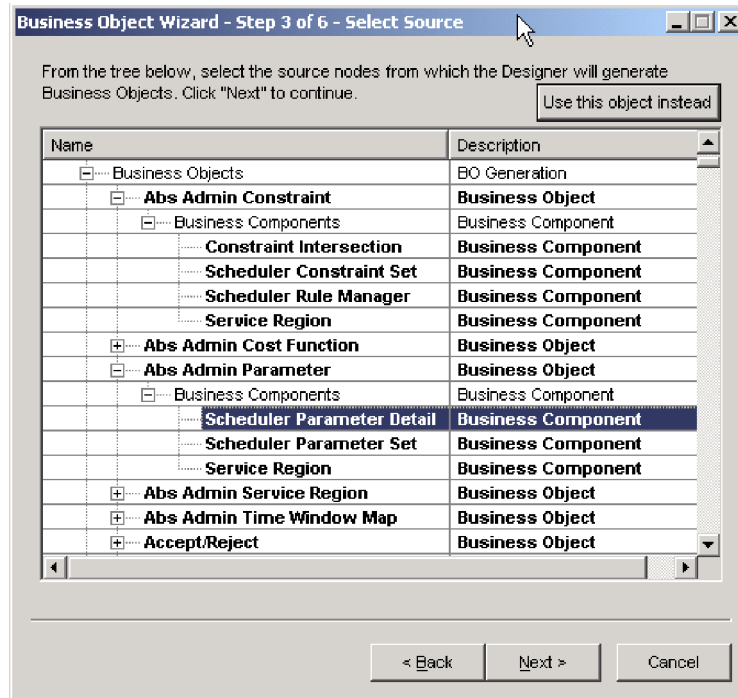 Business Object Wizard - Step 3 of 6 - Select Source
From the tree below, select the source nodes from which the Designer will generate
Business Objects. Click "Next" to continue.
Use this object instead
Name Description
Business Objects BO Generation
Abs Admin Constraint Business Object
Business Components Business Component
Constraint Intersection Business Component
Scheduler Constraint Set Business Component
Scheduler Rule Manager Business Component
Service Region Business Component
Abs Admin Cost Function Business Object
Abs Admin Parameter Business Object
Business Components Business Component
Scheduler Parameter Detail Business Component
Scheduler Parameter Set Business Component
Service Region Business Component
Abs Admin Service Region Business Object
Abs Admin Time Window Map Business Object
Accept/Reject Business Object
< Back Next > Cancel